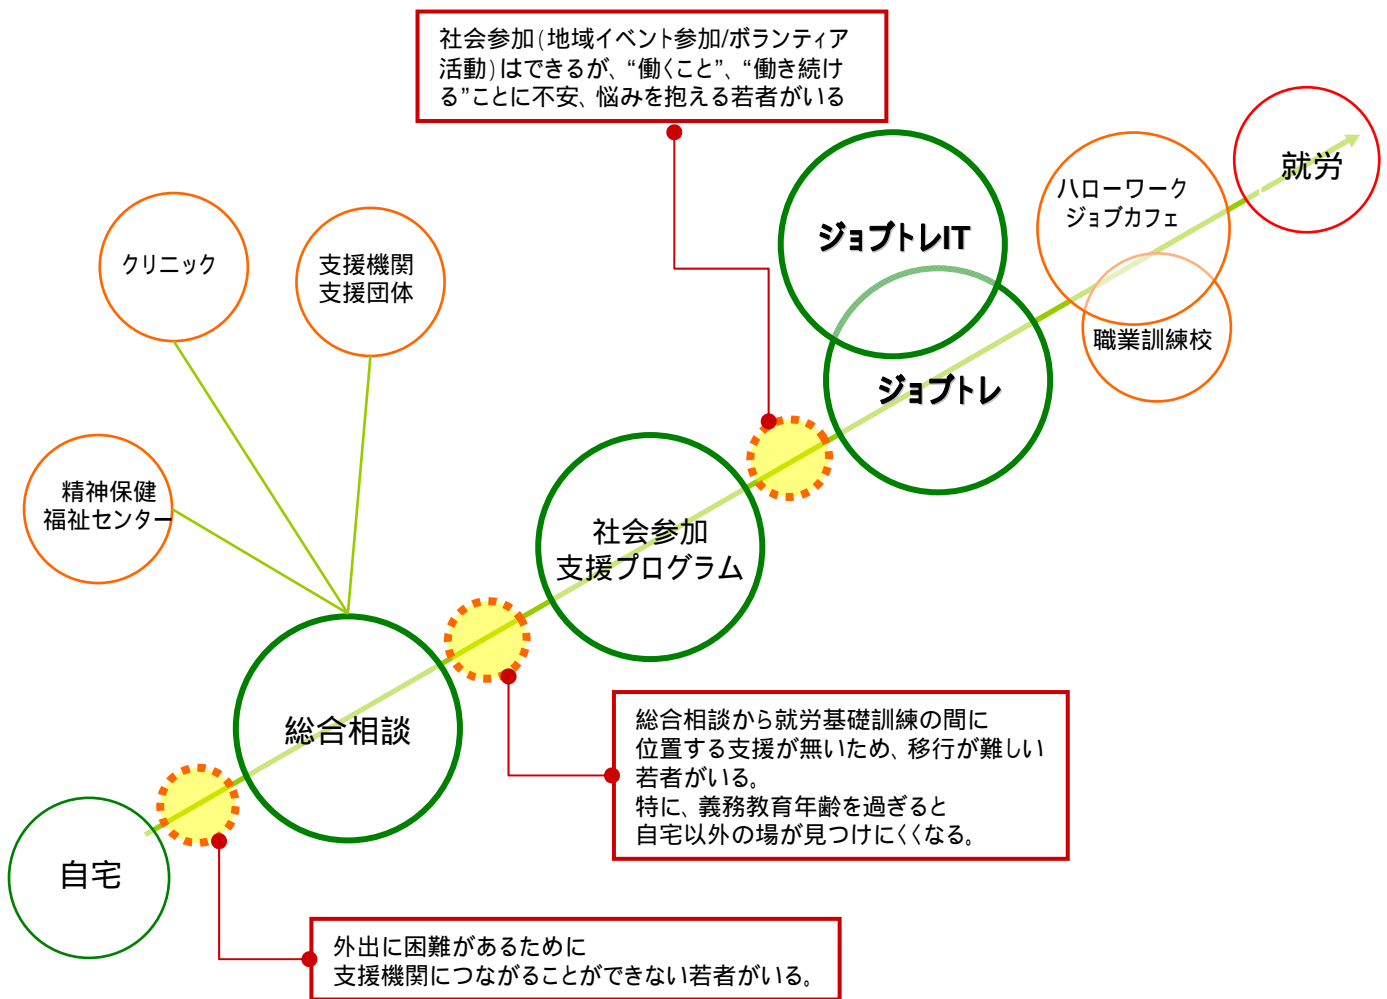 社会参加(地域イベント参加/ボランティア
活動)はできるが、“働くこと”、“働き続け
る”ことに不安、悩みを抱える若者がいる
就労
ハローワーク
ジョブカフェ
職業訓練校
ジョブトレIT
ジョブトレ
クリニック
支援機関
支援団体
精神保健
福祉センター
社会参加
支援プログラム
総合相談
総合相談から就労基礎訓練の間に
位置する支援が無いため、移行が難しい
若者がいる。
特に、義務教育年齢を過ぎると
自宅以外の場が見つけにくくなる。
自宅
外出に困難があるために
支援機関につながることができない若者がいる。